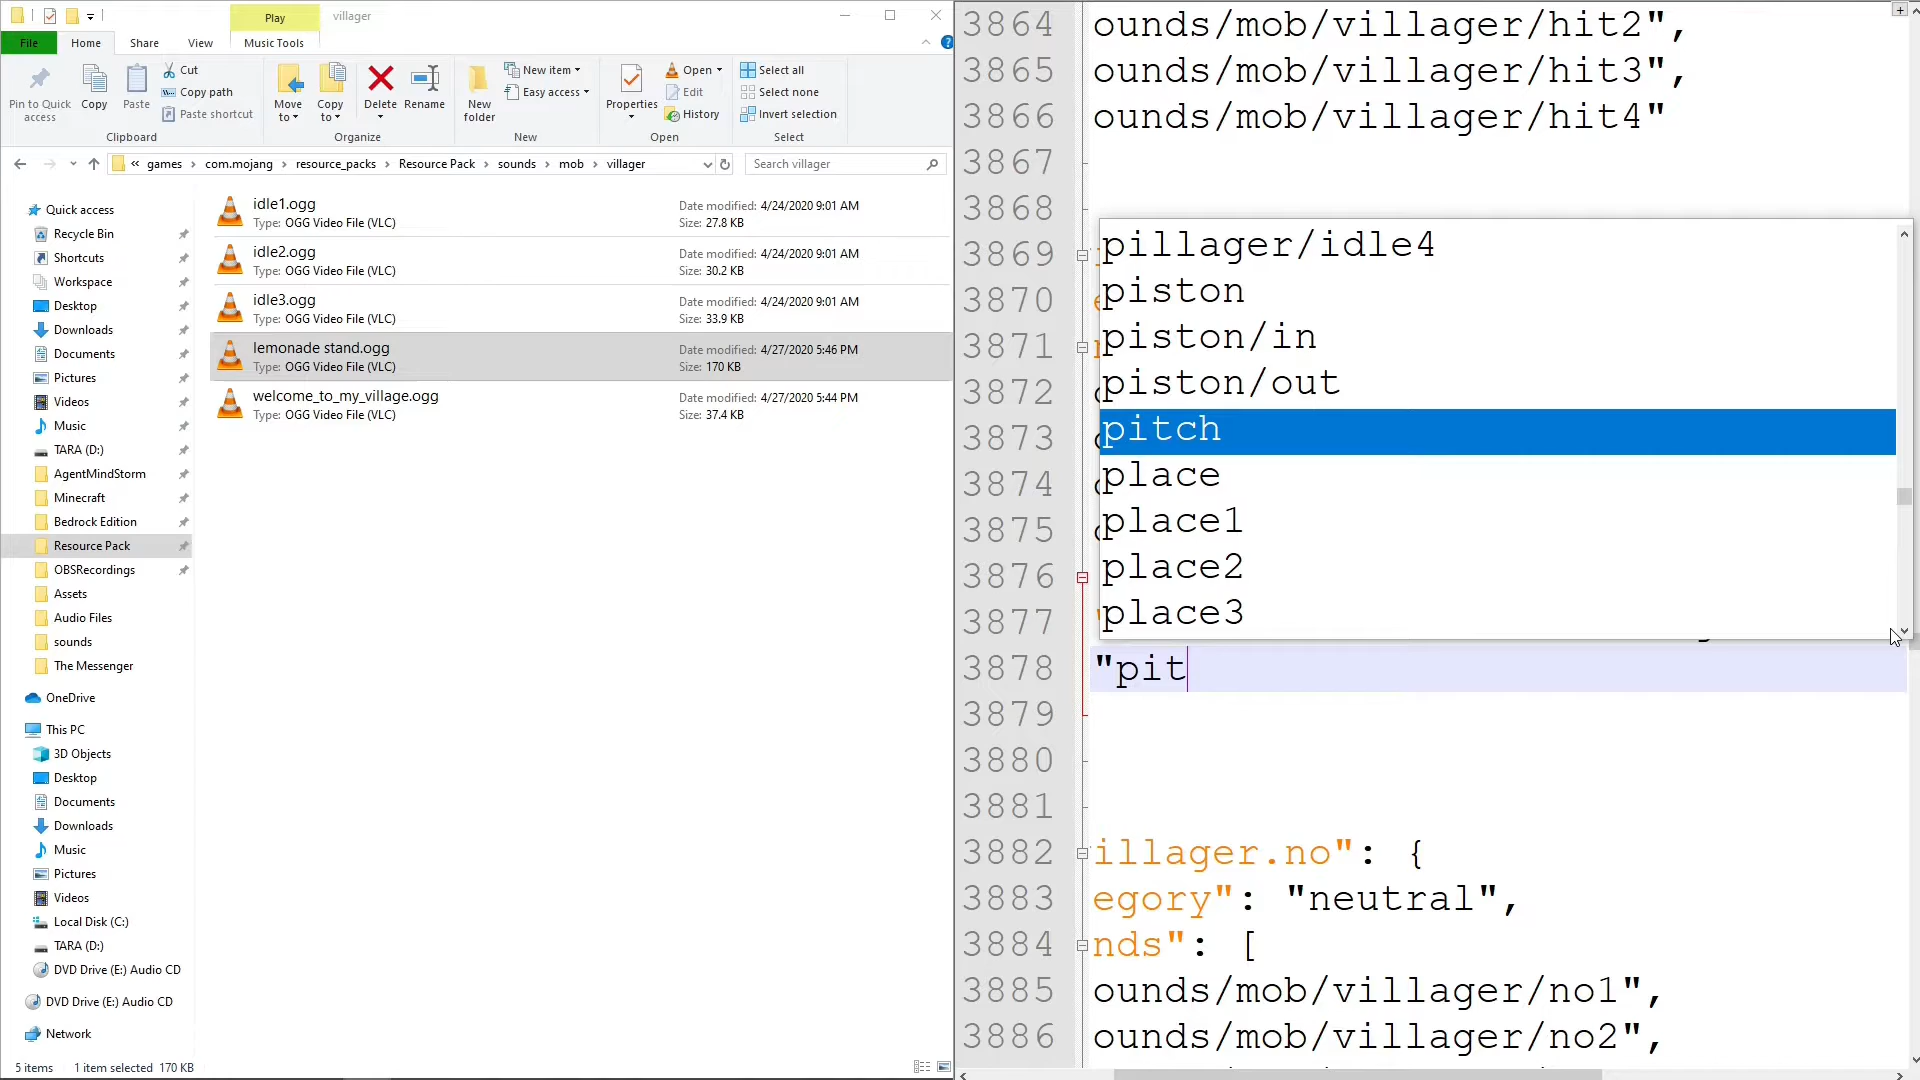 Play
villager
File
Home
Share
View
Music Tools
Pin to Quick access
Copy
Paste
Cut
Copy path
Paste shortcut
Clipboard
Move to
Copy to
Delete
Rename
Organize
New folder
New item
Easy access
New
Properties
Open
Edit
History
Open
Select all
Select none
Invert selection
Select
« games › com.mojang › resource_packs › Resource Pack › sounds › mob › villager
Search villager
Quick access
Recycle Bin
Shortcuts
Workspace
Desktop
Downloads
Documents
Pictures
Videos
Music
TARA (D:)
AgentMindStorm
Minecraft
Bedrock Edition
Resource Pack
OBSRecordings
Assets
Audio Files
sounds
The Messenger
OneDrive
This PC
3D Objects
Desktop
Documents
Downloads
Music
Pictures
Videos
Local Disk (C:)
TARA (D:)
DVD Drive (E:) Audio CD
DVD Drive (E:) Audio CD
Network
idle1.ogg
Date modified: 4/24/2020 9:01 AM
Type: OGG Video File (VLC)
Size: 27.8 KB
idle2.ogg
Date modified: 4/24/2020 9:01 AM
Type: OGG Video File (VLC)
Size: 30.2 KB
idle3.ogg
Date modified: 4/24/2020 9:01 AM
Type: OGG Video File (VLC)
Size: 33.9 KB
lemonade stand.ogg
Date modified: 4/27/2020 5:46 PM
Type: OGG Video File (VLC)
Size: 170 KB
welcome_to_my_village.ogg
Date modified: 4/27/2020 5:44 PM
Type: OGG Video File (VLC)
Size: 37.4 KB
5 items
1 item selected 170 KB
3864 ounds/mob/villager/hit2",
3865 ounds/mob/villager/hit3",
3866 ounds/mob/villager/hit4"
3867
3868
3869
3870
3871
3872
3873
3874
3875
3876
3877
pillager/idle4
piston
piston/in
piston/out
pitch
place
place1
place2
place3
3878 "pit
3879
3880
3881
3882 illager.no": {
3883 egory": "neutral",
3884 nds": [
3885 ounds/mob/villager/no1",
3886 ounds/mob/villager/no2",